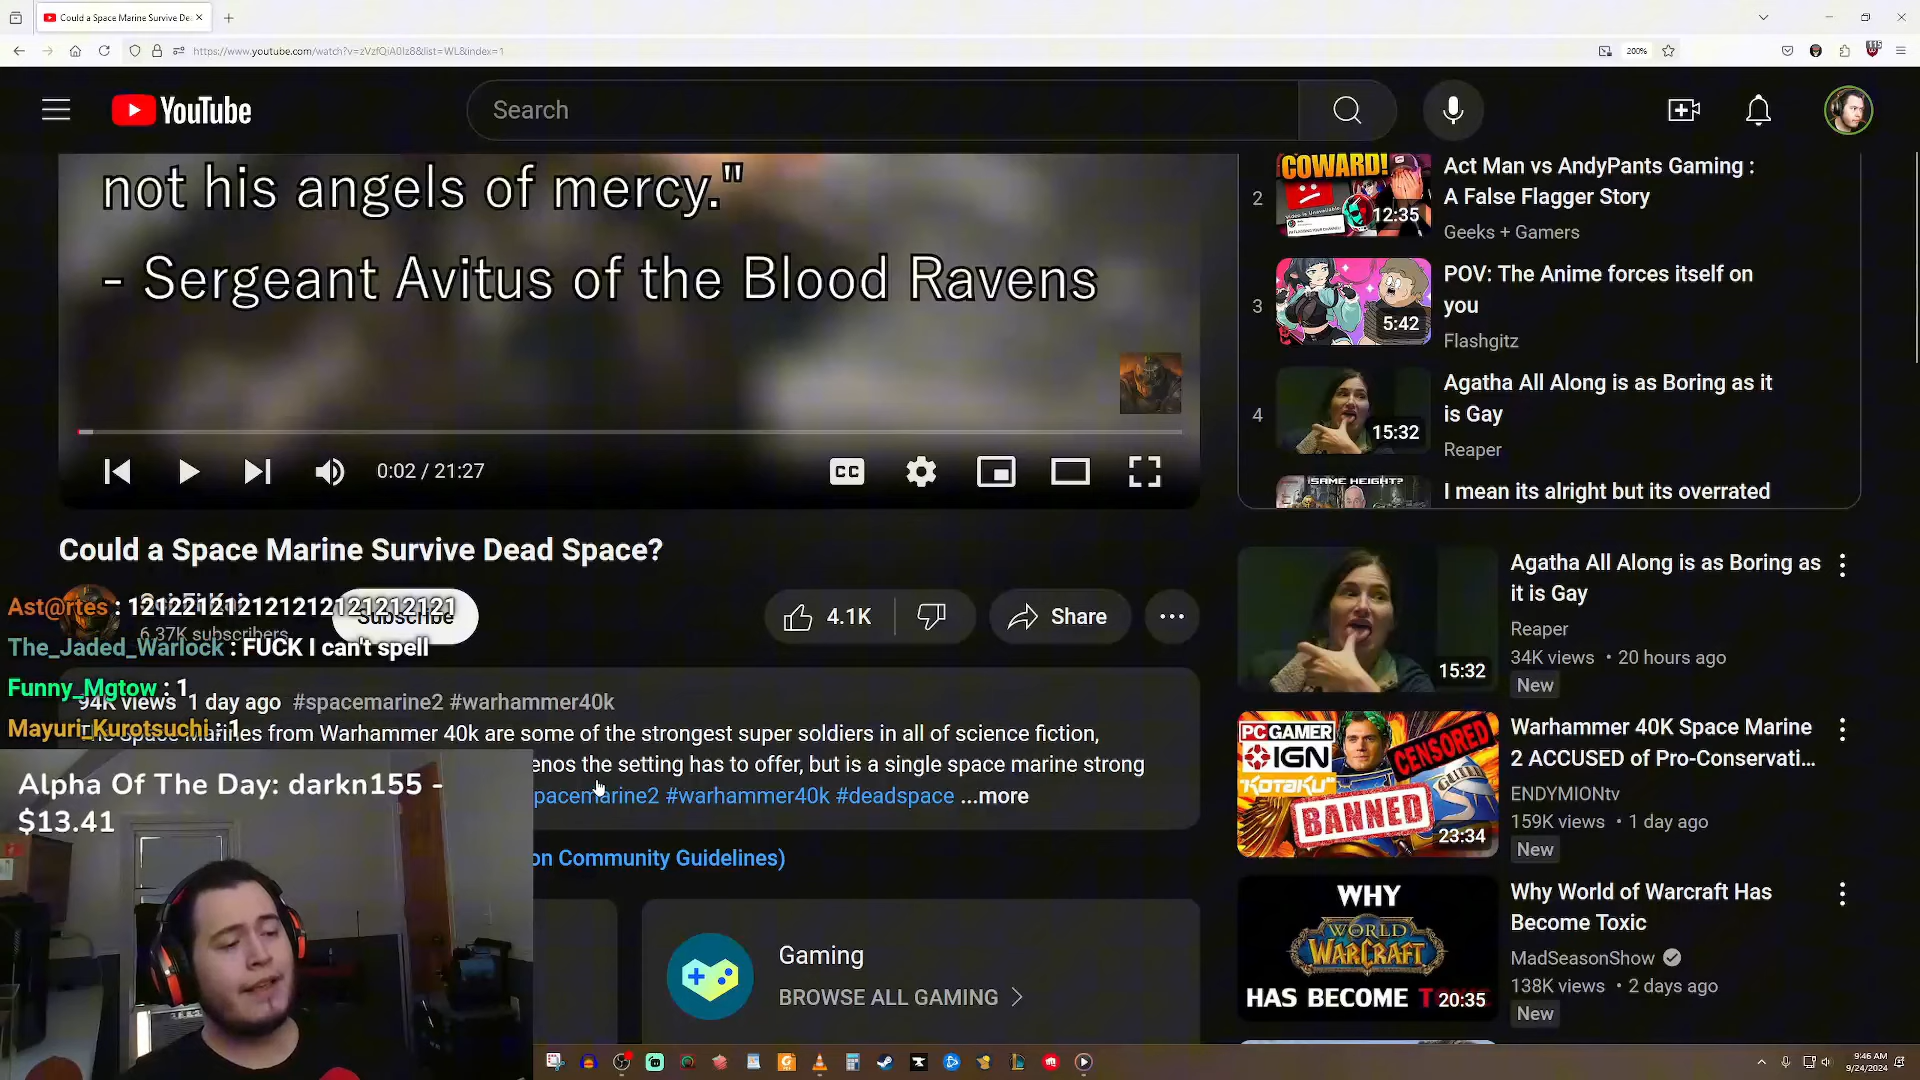 Could a Space Marine Survive De
https://www.youtube.com/watch?v=zVzfQiA0Iz8&list=WL&index=1
200%
115
YouTube
Search
not his angels of mercy."
- Sergeant Avitus of the Blood Ravens
0:02 / 21:27
CC
Could a Space Marine Survive Dead Space?
Ast@rtes : 12122121212121212121212121
6.37K subscribers
Subscribe
4.1K
Share
The_Jaded_Warlock : FUCK I can't spell
Funny_Mgtow : 1
94K views 1 day ago #spacemarine2 #warhammer40k
Mayuri_Kurotsuchi : 1
The Space Marines from Warhammer 40k are some of the strongest super soldiers in all of science fiction,
enos the setting has to offer, but is a single space marine strong
pacemarine2 #warhammer40k #deadspace ...more
Alpha Of The Day: darkn155 -
$13.41
on Community Guidelines)
Gaming
BROWSE ALL GAMING
2
COWARD!
12:35
Act Man vs AndyPants Gaming :
A False Flagger Story
Geeks + Gamers
3
5:42
POV: The Anime forces itself on
you
Flashgitz
4
15:32
Agatha All Along is as Boring as it
is Gay
Reaper
SAME HEIGHT?
I mean its alright but its overrated
15:32
Agatha All Along is as Boring as
it is Gay
Reaper
34K views • 20 hours ago
New
PC GAMER
IGN
KOTAKU
CENSORED
BANNED
23:34
Warhammer 40K Space Marine
2 ACCUSED of Pro-Conservati...
ENDYMIONtv
159K views • 1 day ago
New
WHY
WORLD
OF
WARCRAFT
HAS BECOME T
20:35
Why World of Warcraft Has
Become Toxic
MadSeasonShow
138K views • 2 days ago
New
9:46 AM
9/24/2024